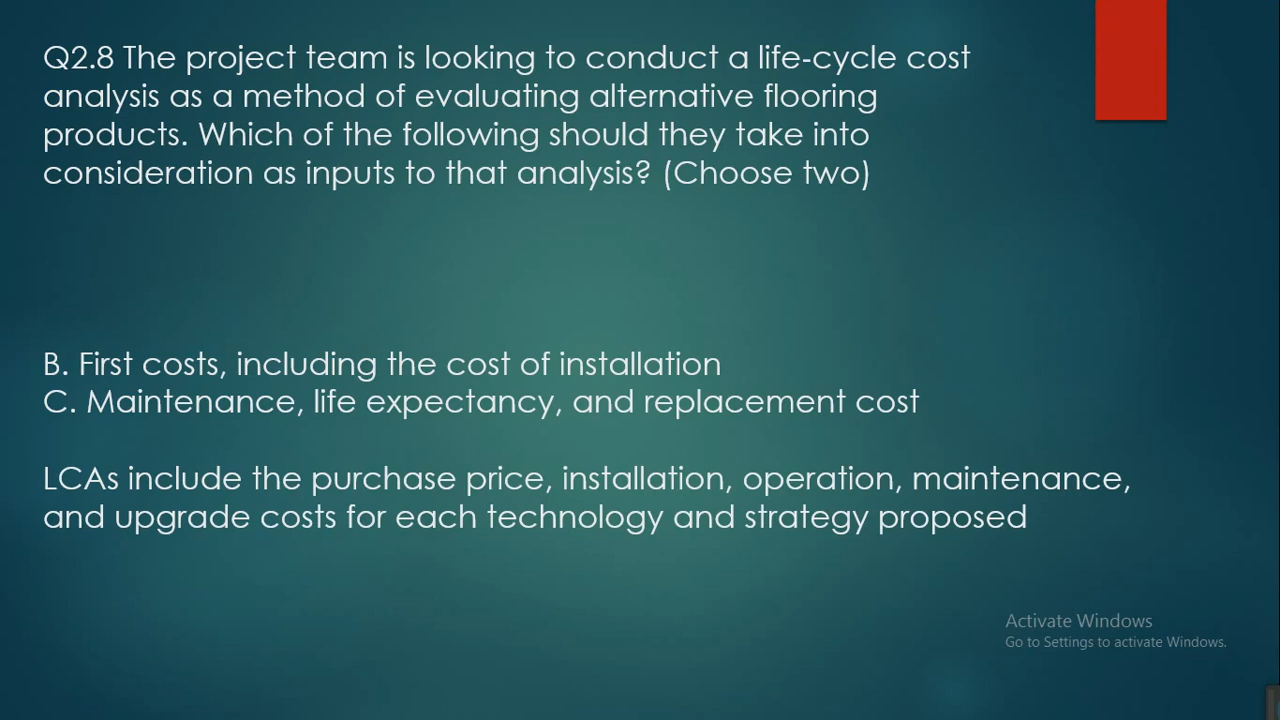 Q2.8 The project team is looking to conduct a life-cycle cost
analysis as a method of evaluating alternative flooring
products. Which of the following should they take into
consideration as inputs to that analysis? (Choose two)
B. First costs, including the cost of installation
C. Maintenance, life expectancy, and replacement cost
LCAs include the purchase price, installation, operation, maintenance,
and upgrade costs for each technology and strategy proposed
Activate Windows
Go to Settings to activate Windows.